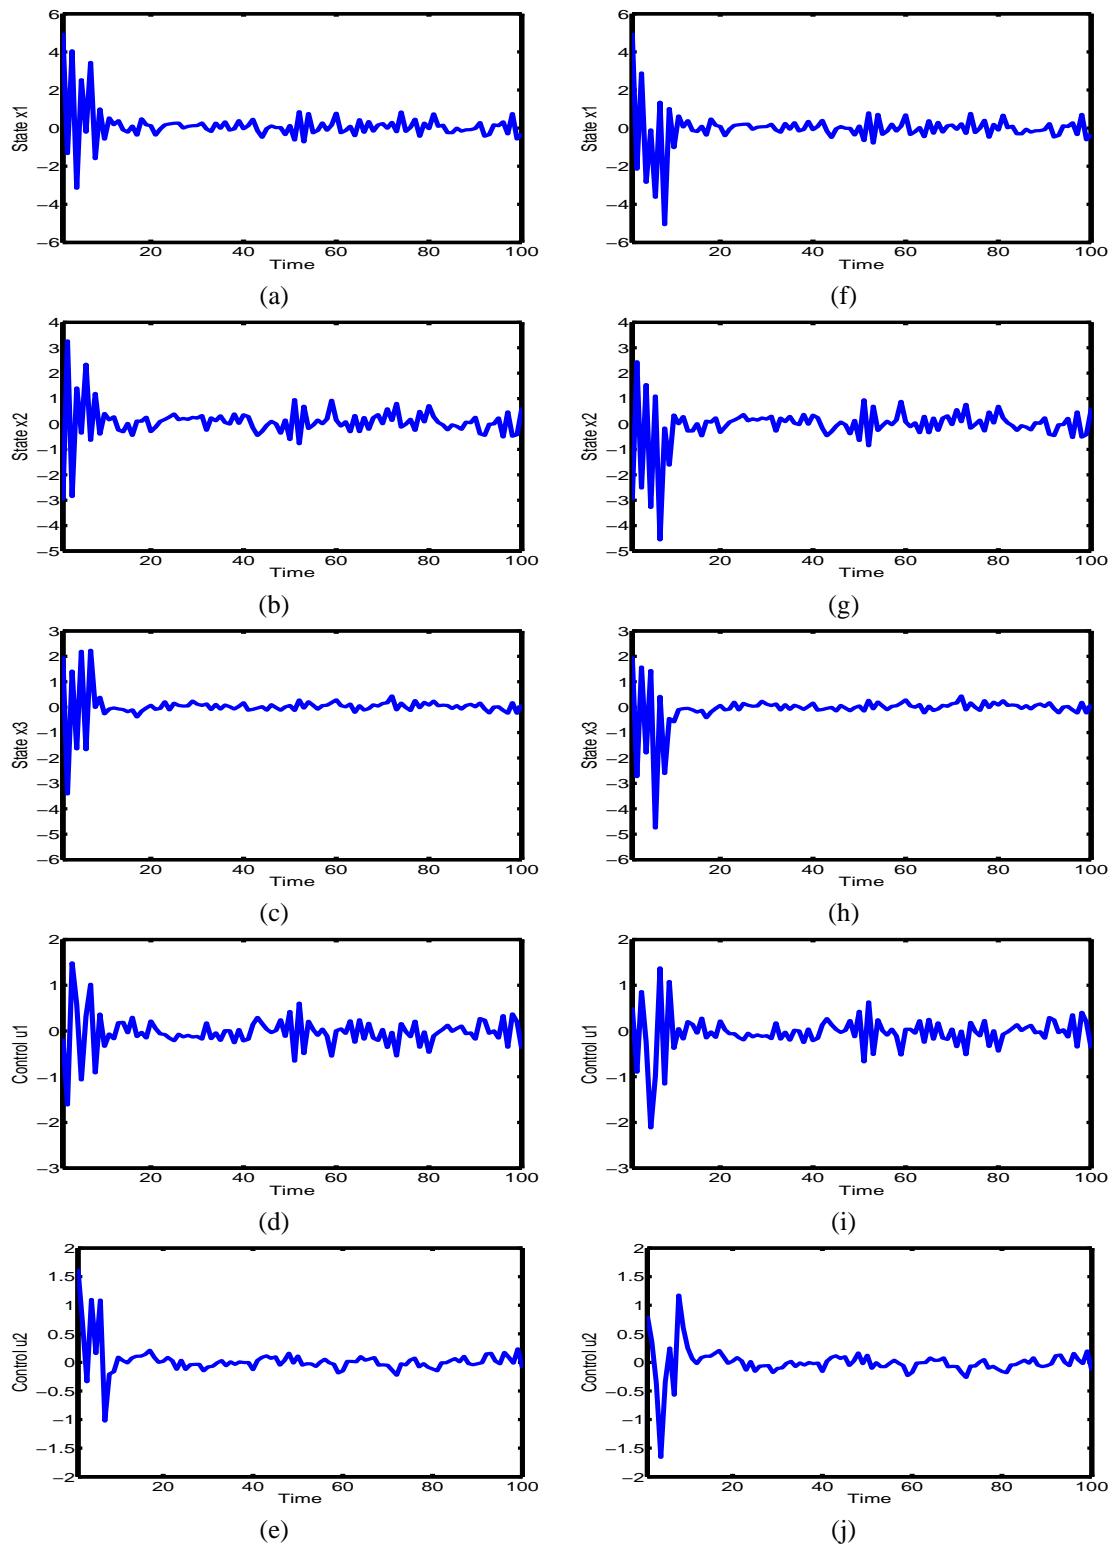 6
4
2
0
−2
−4
−6
State x1
20 40 60 80 100
Time
(a)
6
4
2
0
−2
−4
−6
State x1
20 40 60 80 100
Time
(f)
4
3
2
1
0
−1
−2
−3
−4
−5
State x2
20 40 60 80 100
Time
(b)
4
3
2
1
0
−1
−2
−3
−4
−5
State x2
20 40 60 80 100
Time
(g)
3
2
1
0
−1
−2
−3
−4
−5
−6
State x3
20 40 60 80 100
Time
(c)
3
2
1
0
−1
−2
−3
−4
−5
−6
State x3
20 40 60 80 100
Time
(h)
2
1
0
−1
−2
−3
Control u1
20 40 60 80 100
Time
(d)
2
1
0
−1
−2
−3
Control u1
20 40 60 80 100
Time
(i)
2
1.5
1
0.5
0
−0.5
−1
−1.5
−2
Control u2
20 40 60 80 100
Time
(e)
2
1.5
1
0.5
0
−0.5
−1
−1.5
−2
Control u2
20 40 60 80 100
Time
(j)